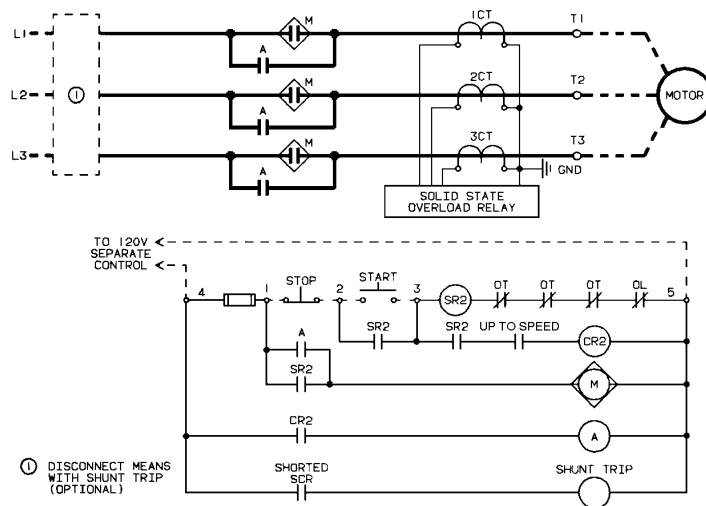 1CT
M
T1
L1
A
2CT
M
T2
L2
1
MOTOR
A
3CT
M
T3
L3
GND
A
SOLID STATE
OVERLOAD RELAY
TO 120V
SEPARATE
CONTROL
4
1
STOP
2
START
3
SR2
OT
OT
OT
OL
5
SR2
SR2
UP TO SPEED
CR2
A
SR2
M
CR2
A
1 DISCONNECT MEANS
WITH SHUNT TRIP
(OPTIONAL)
SHORTED
SCR
SHUNT TRIP